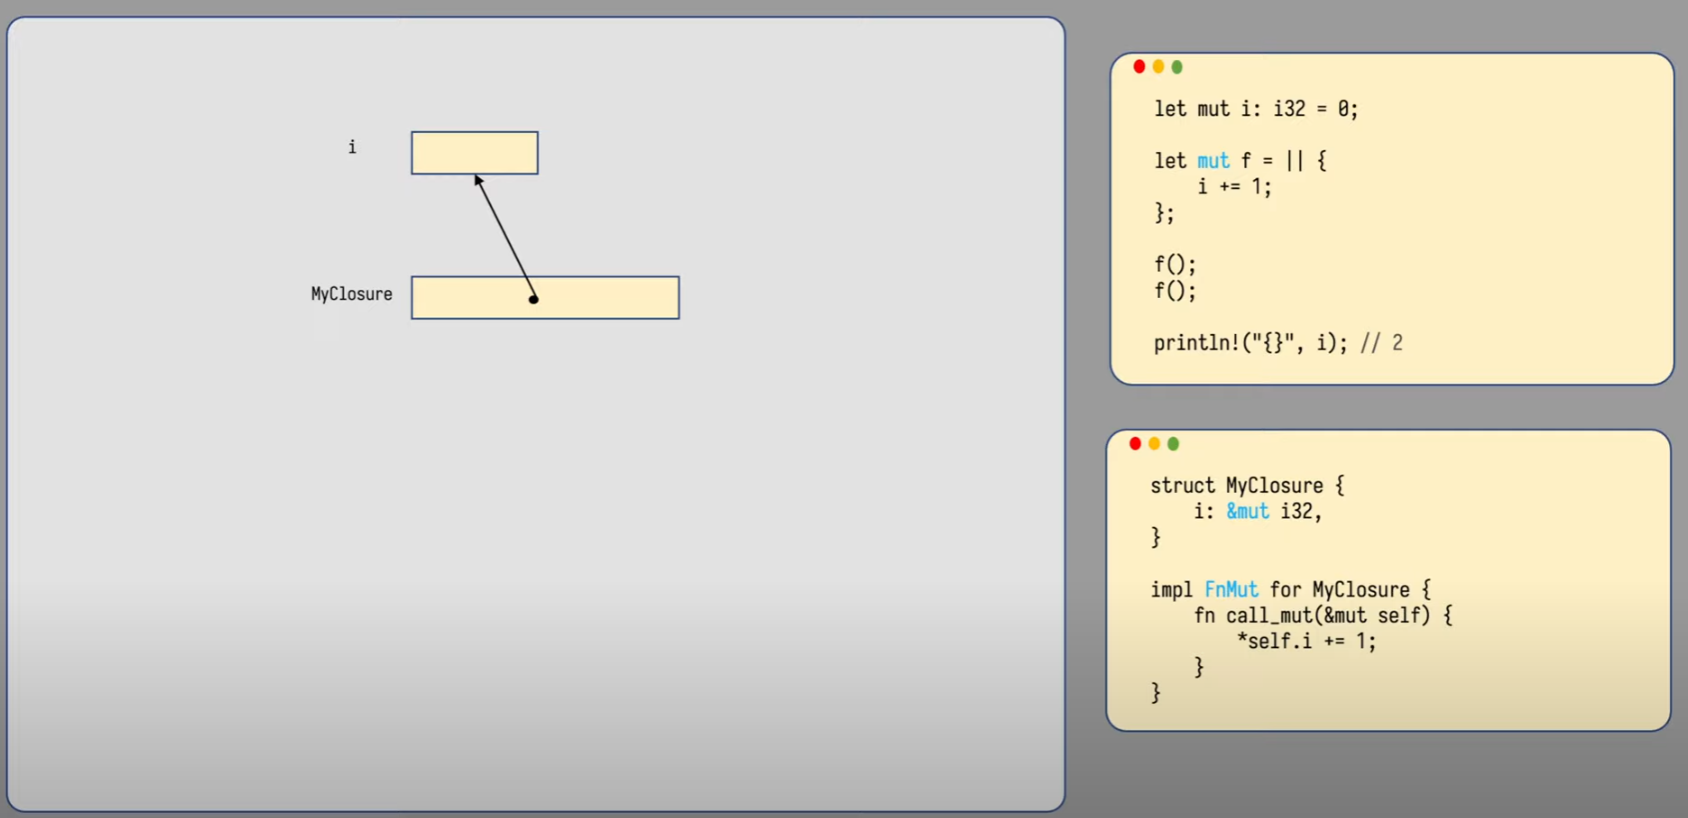 i
MyClosure
let mut i: i32 = 0;
let mut f = || {
    i += 1;
};
f();
f();
println!("{}", i); // 2
struct MyClosure {
    i: &mut i32,
}
impl FnMut for MyClosure {
    fn call_mut(&mut self) {
        *self.i += 1;
    }
}